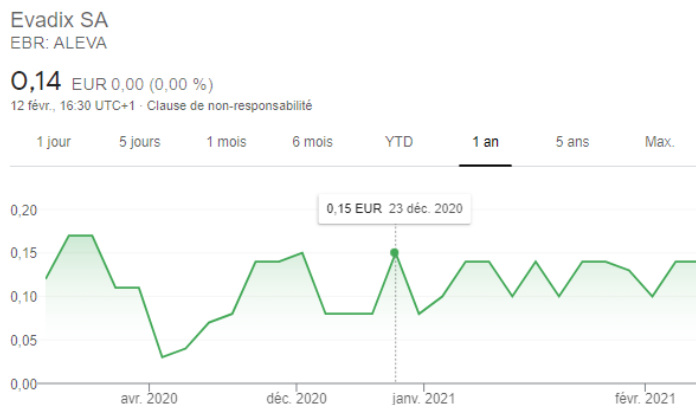 Evadix SA
EBR: ALEVA
0,14 EUR 0,00 (0,00 %)
12 févr., 16:30 UTC+1 · Clause de non-responsabilité
1 jour 5 jours 1 mois 6 mois YTD 1 an 5 ans Max.
0,15 EUR 23 déc. 2020
0,20
0,15
0,10
0,05
0,00
avr. 2020 déc. 2020 janv. 2021 févr. 2021